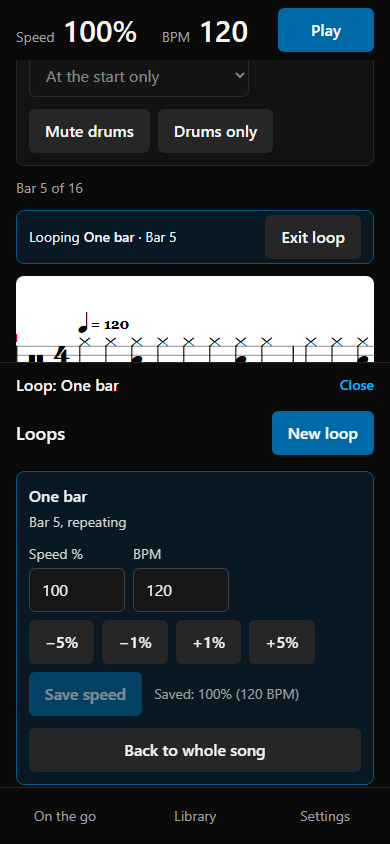 Speed 100% BPM 120 Play
At the start only
Mute drums Drums only
Bar 5 of 16
Looping One bar · Bar 5 Exit loop
= 120
4
Loop: One bar Close
Loops New loop
One bar
Bar 5, repeating
Speed % BPM
100 120
−5% −1% +1% +5%
Save speed Saved: 100% (120 BPM)
Back to whole song
On the go Library Settings